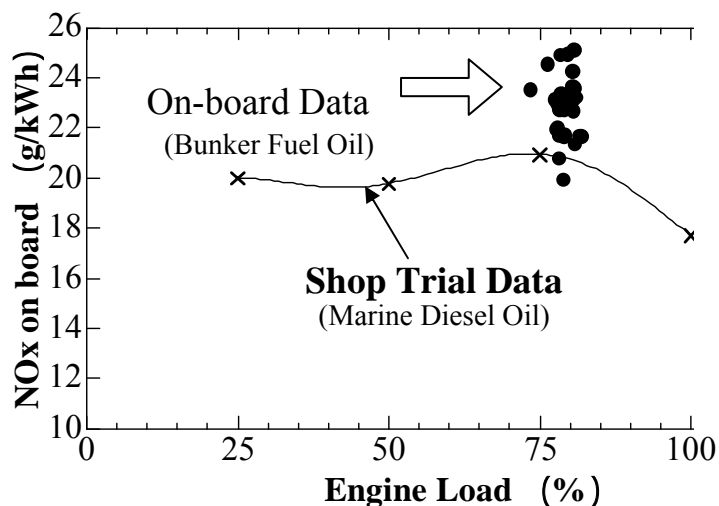 NOx on board (g/kWh)
26
24
22
20
18
16
14
12
10
On-board Data
(Bunker Fuel Oil)
Shop Trial Data
(Marine Diesel Oil)
0
25
50
75
100
Engine Load (%)